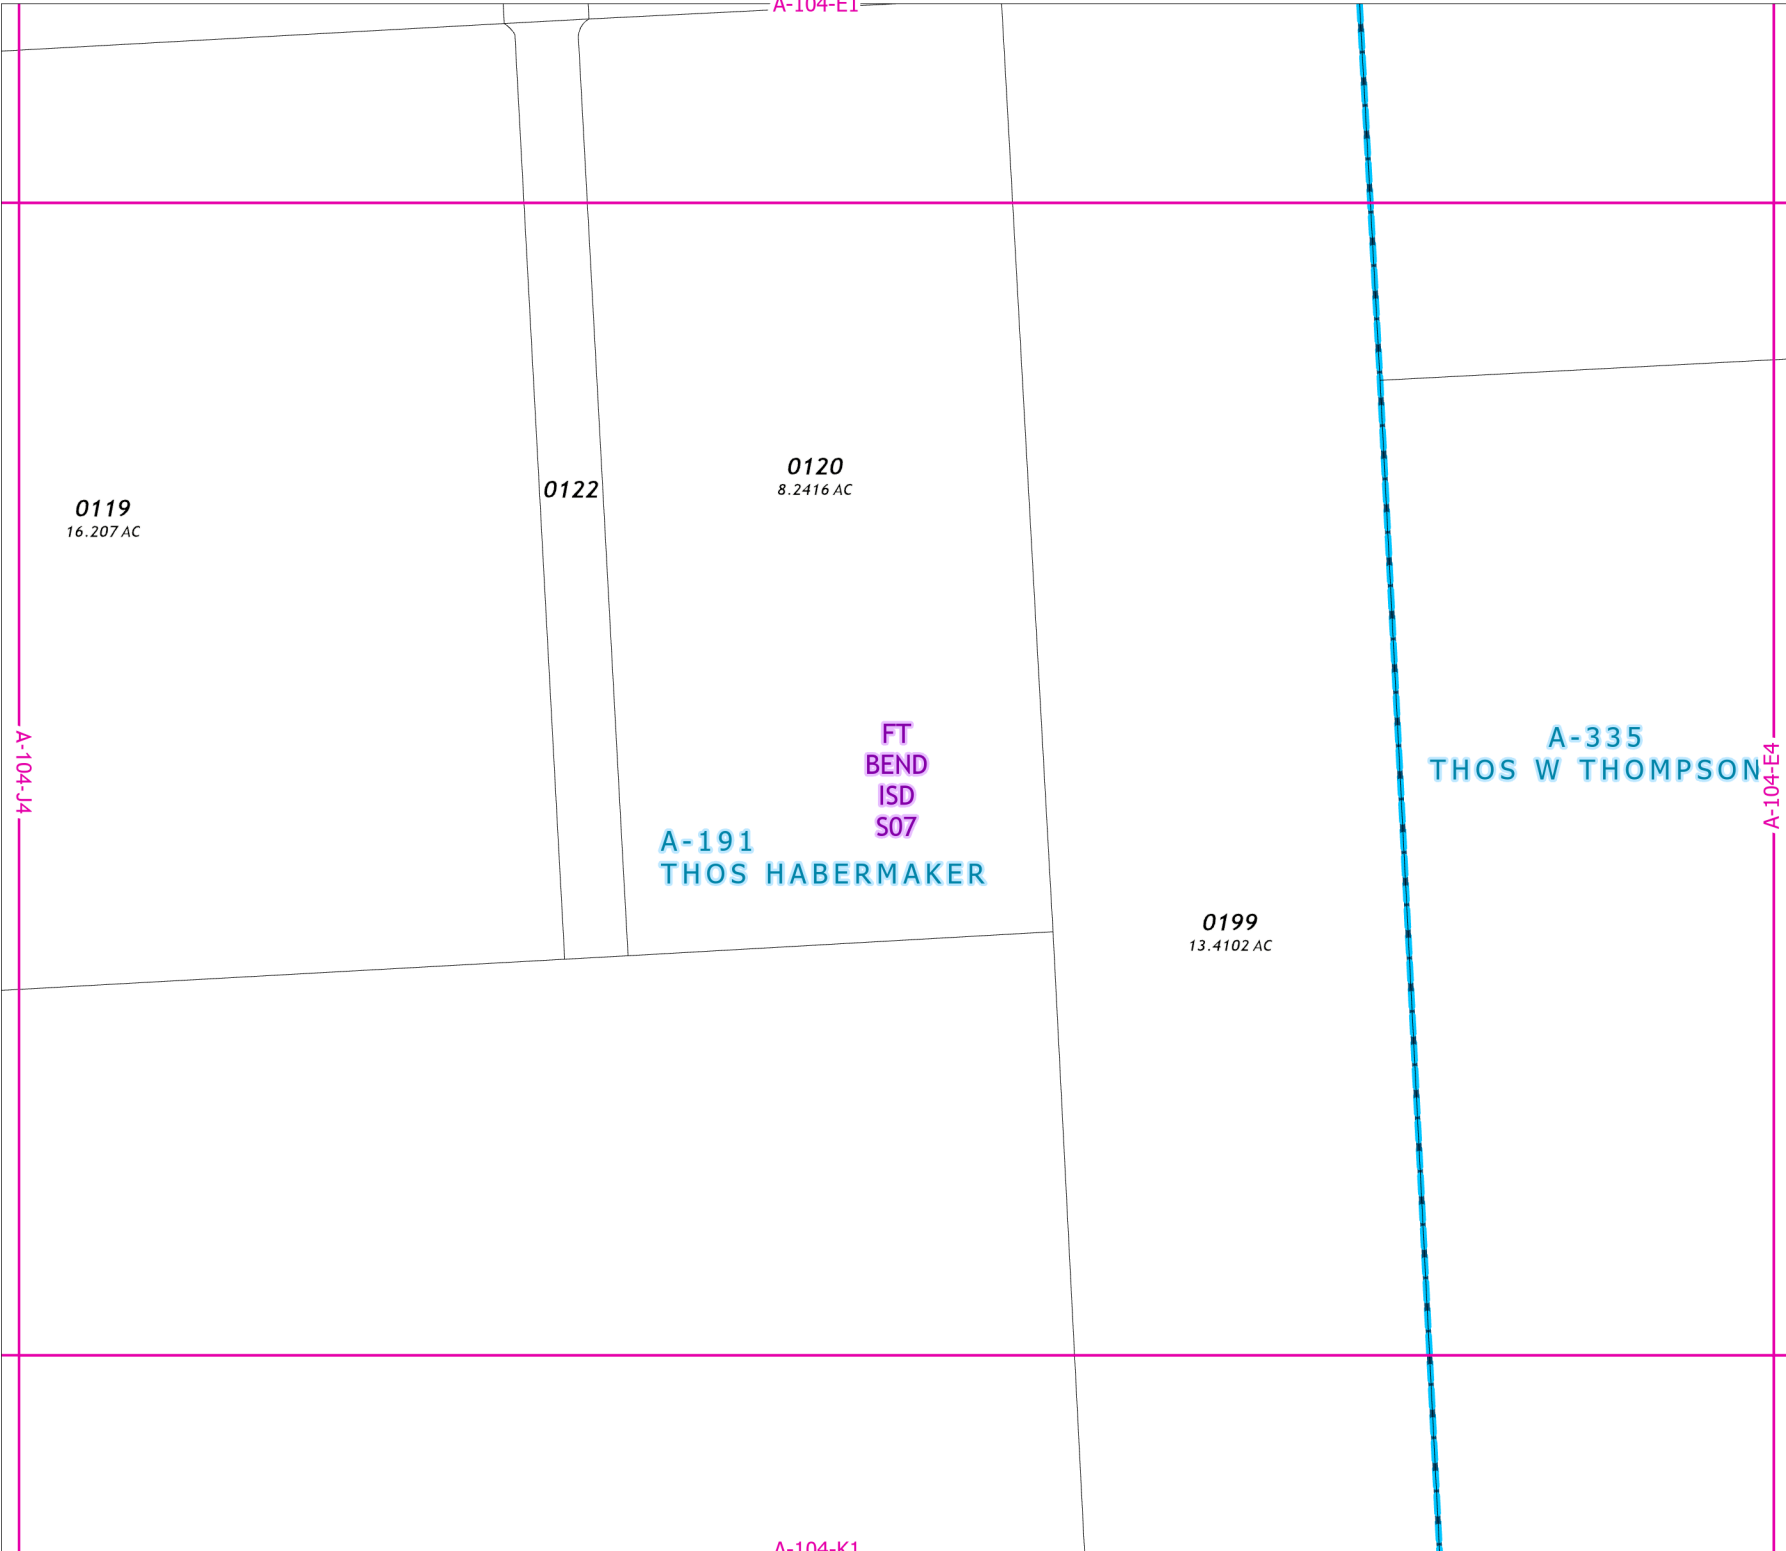 A-104-E1
0120
8.2416 AC
0122
0119
16.207 AC
FT
BEND
ISD
S07
A-191
THOS HABERMAKER
A-335
THOS W THOMPSON
A-104-J4
A-104-E4
0199
13.4102 AC
A-104-K1